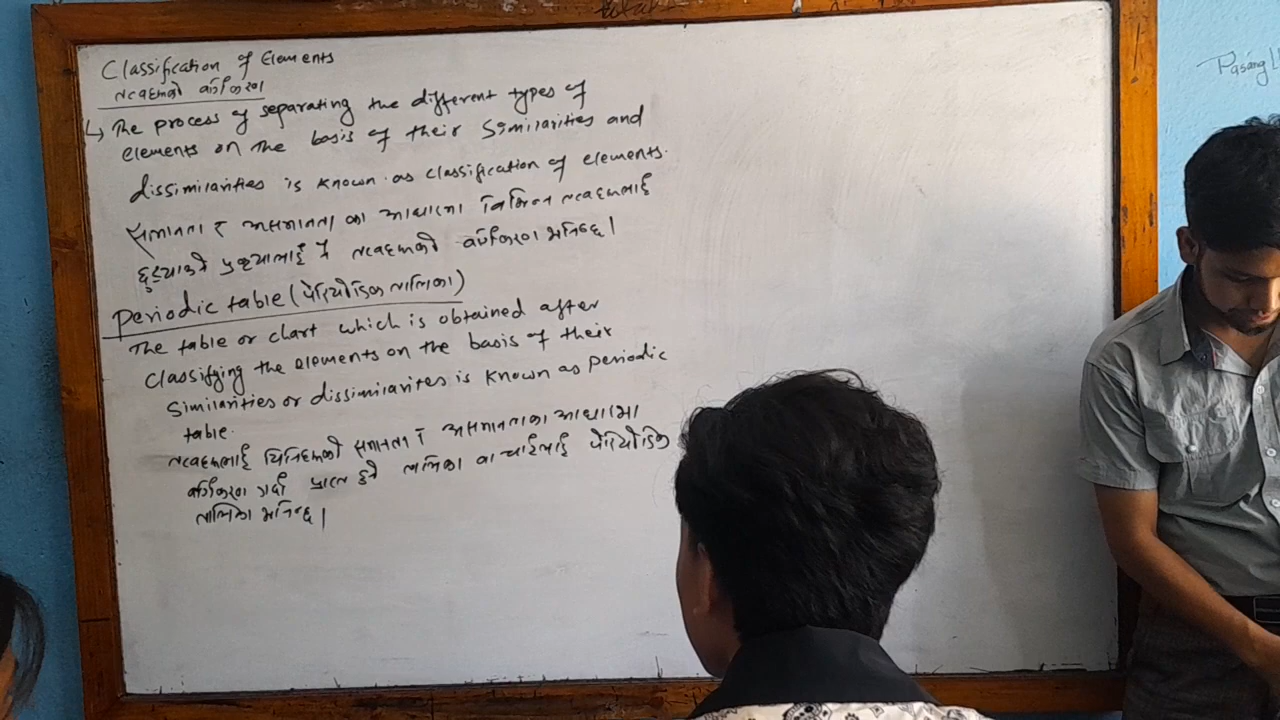 Classification of Elements
तत्वहरूको वर्गीकरण
↳ The process of separating the different types of
elements on the basis of their Similarities and
dissimilarities is known as classification of elements.
समानता र असमानता का आधारमा विभिन्न तत्वहरूलाई
छुट्याउने प्रकृयालाई नै तत्वहरूको वर्गीकरण भनिन्छ।
Periodic table (पेरियोडिक तालिका)
The table or chart which is obtained after
Classifying the elements on the basis of their
Similarities or dissimilarites is known as periodic
table.
तत्वहरूलाई तिनिहरूको समानता र असमानताका आधारमा
वर्गीकरण गर्दा प्राप्त हुने तालिका वा चार्टलाई पेरियोडिक
तालिका भनिन्छ।
Pasang